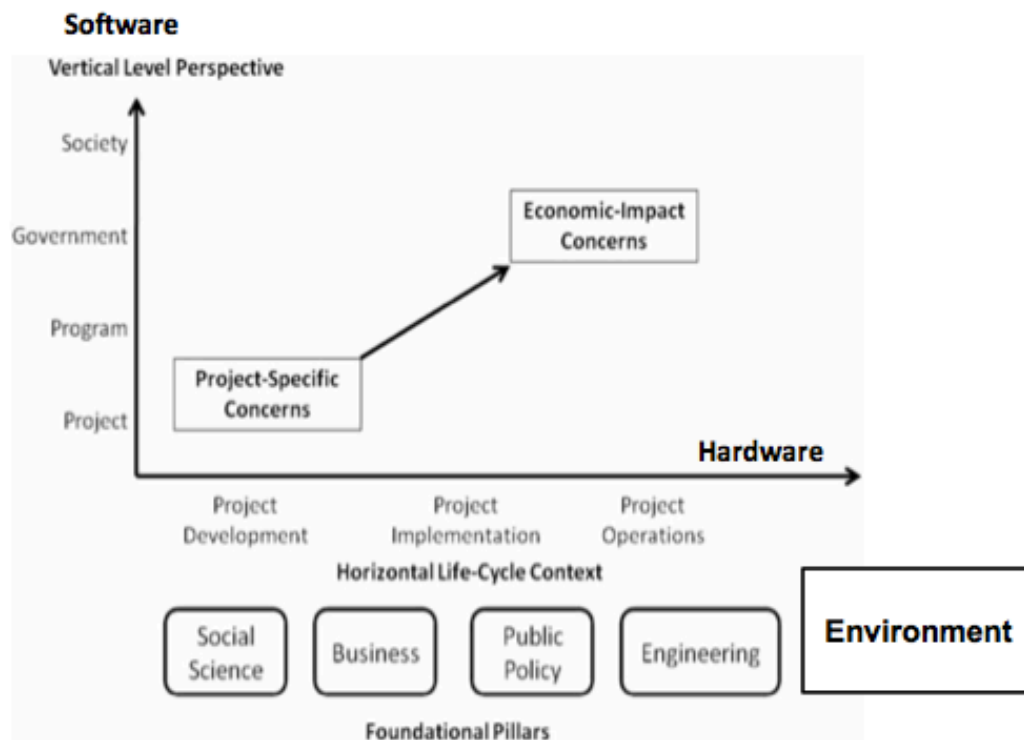 Software
Vertical Level Perspective
Society
Economic-Impact
Concerns
Government
Program
Project-Specific
Concerns
Project
Hardware
Project
Development
Project
Implementation
Project
Operations
Horizontal Life-Cycle Context
Social
Science
Business
Public
Policy
Engineering
Environment
Foundational Pillars